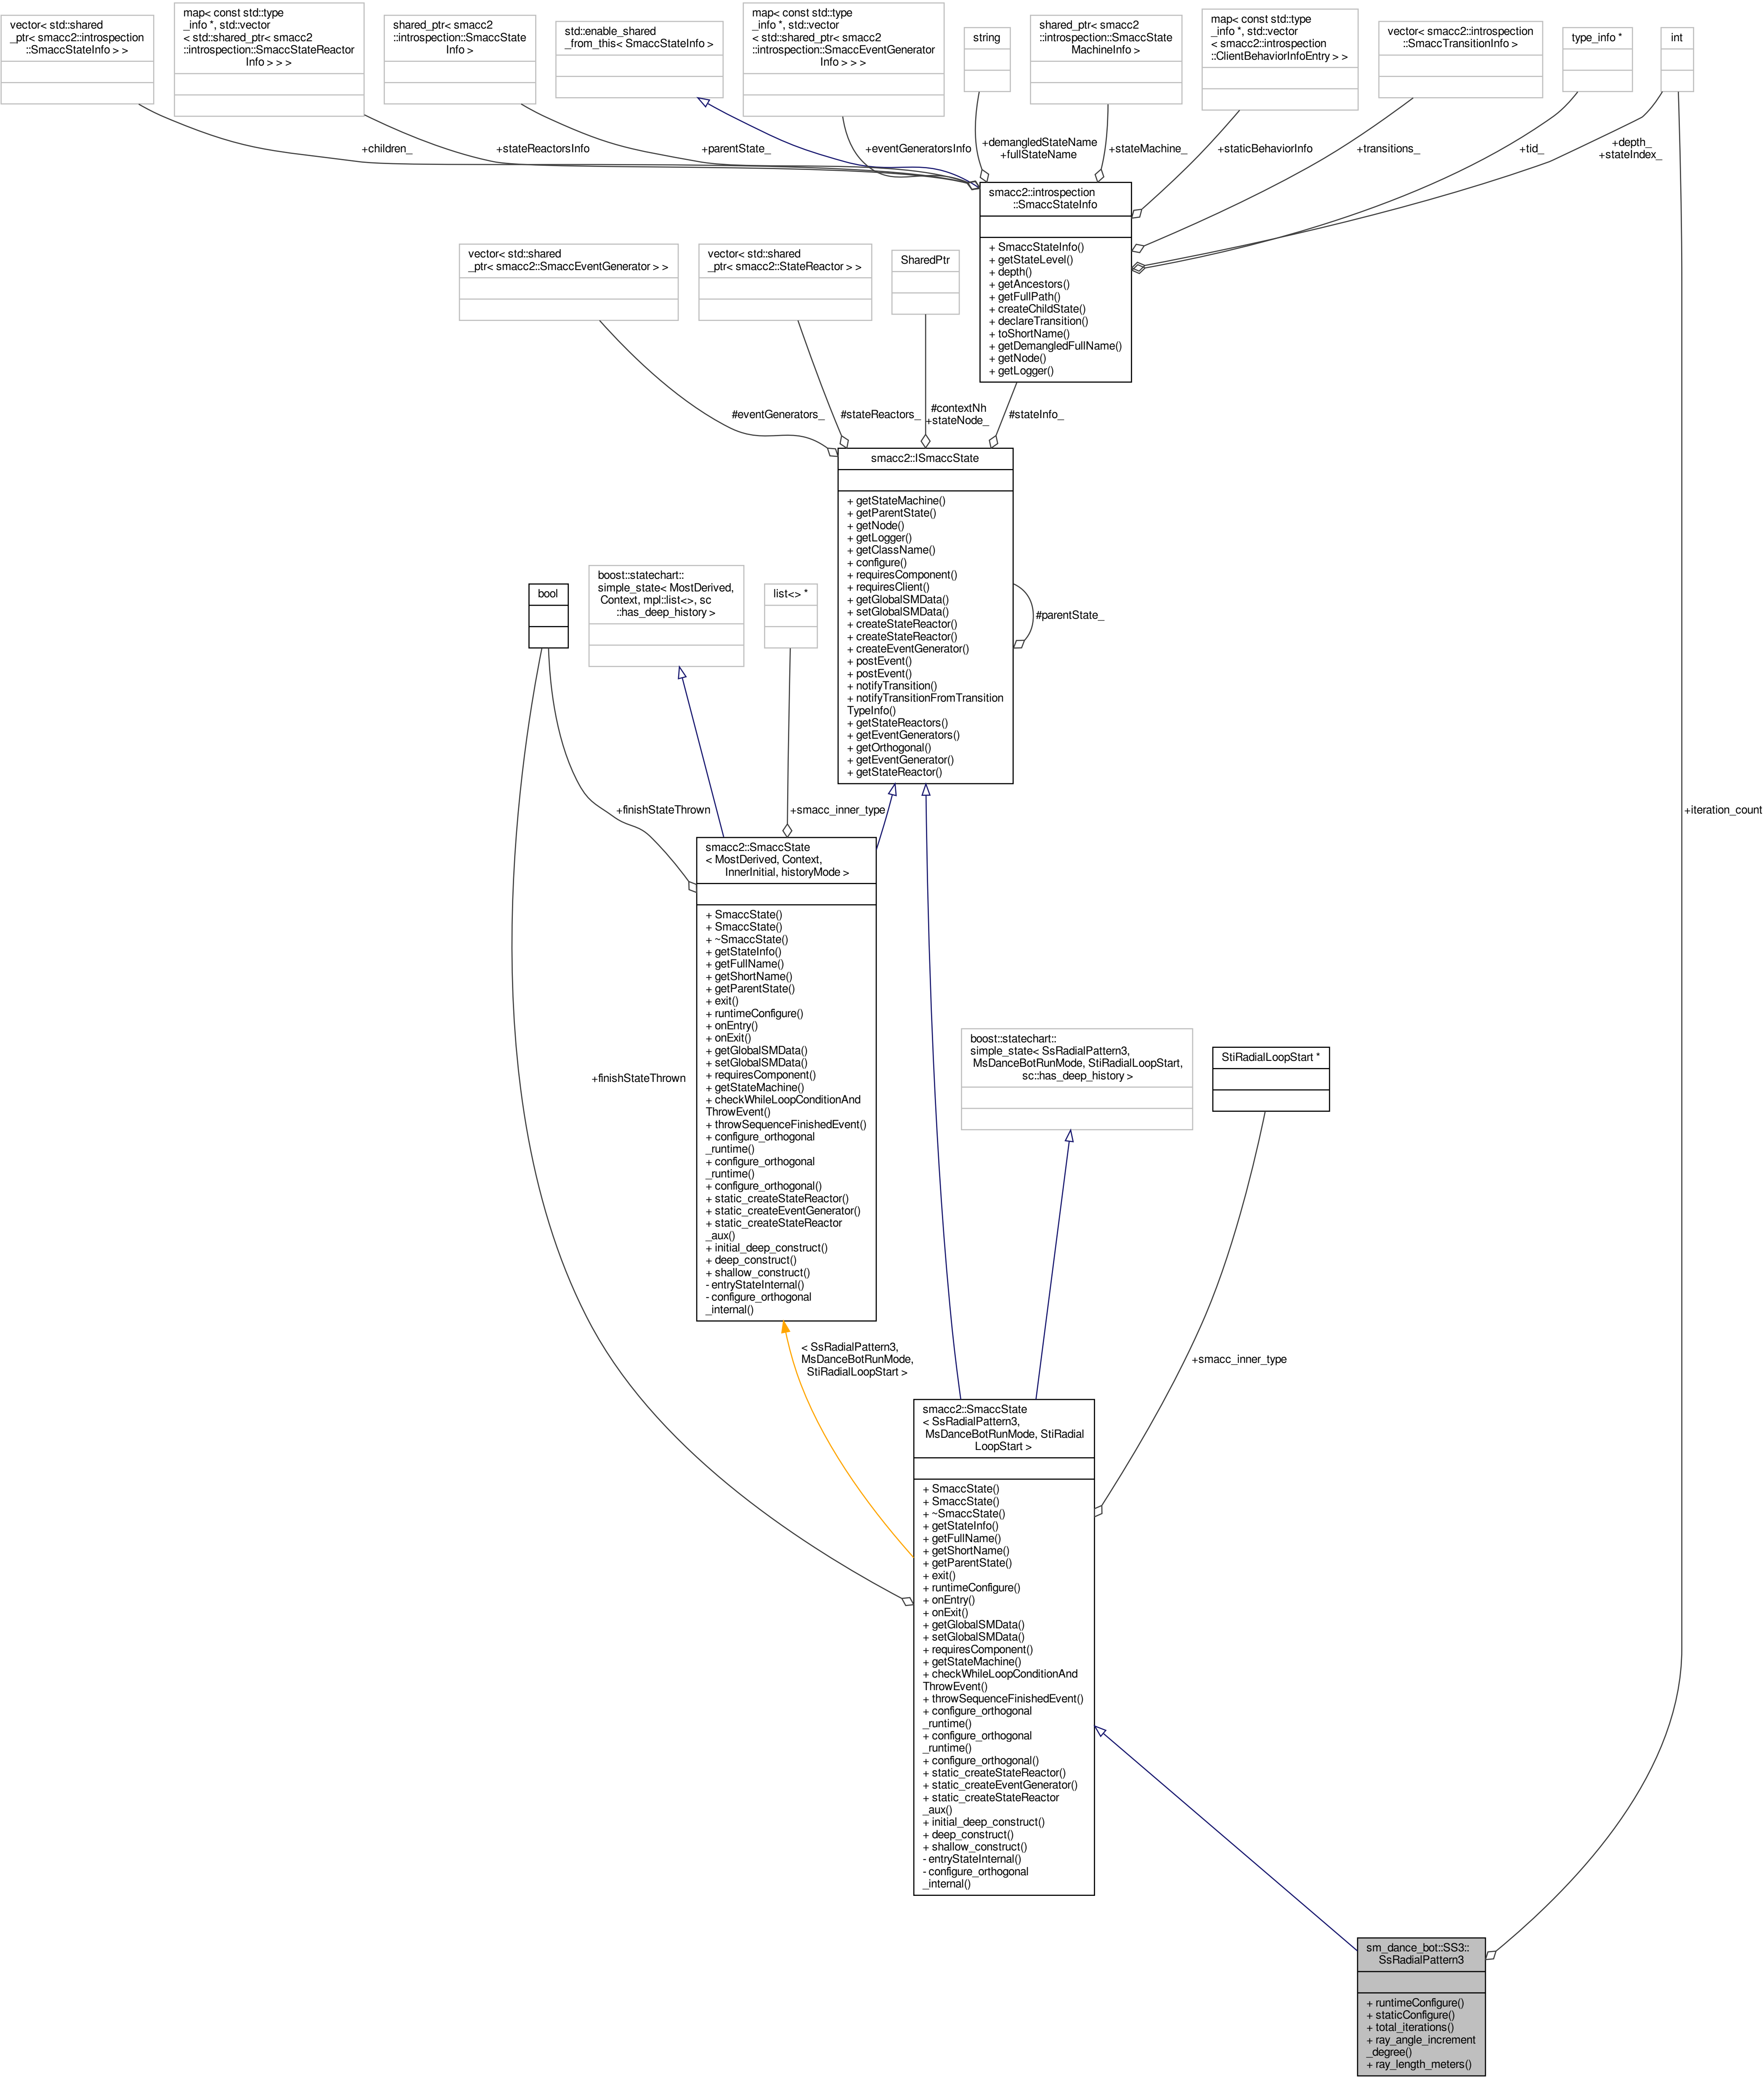 vector< std::shared
_ptr< smacc2::introspection
::SmaccStateInfo > >
map< const std::type
_info *, std::vector
< std::shared_ptr< smacc2
::introspection::SmaccStateReactor
Info > > >
shared_ptr< smacc2
::introspection::SmaccState
Info >
std::enable_shared
_from_this< SmaccStateInfo >
map< const std::type
_info *, std::vector
< std::shared_ptr< smacc2
::introspection::SmaccEventGenerator
Info > > >
string
shared_ptr< smacc2
::introspection::SmaccState
MachineInfo >
map< const std::type
_info *, std::vector
< smacc2::introspection
::ClientBehaviorInfoEntry > >
vector< smacc2::introspection
::SmaccTransitionInfo >
type_info *
int
+children_
+stateReactorsInfo
+parentState_
+eventGeneratorsInfo
+demangledStateName
+fullStateName
+stateMachine_
+staticBehaviorInfo
+transitions_
+tid_
+depth_
+stateIndex_
smacc2::introspection
::SmaccStateInfo
+ SmaccStateInfo()
+ getStateLevel()
+ depth()
+ getAncestors()
+ getFullPath()
+ createChildState()
+ declareTransition()
+ toShortName()
+ getDemangledFullName()
+ getNode()
+ getLogger()
vector< std::shared
_ptr< smacc2::SmaccEventGenerator > >
vector< std::shared
_ptr< smacc2::StateReactor > >
SharedPtr
#eventGenerators_
#stateReactors_
#contextNh
+stateNode_
#stateInfo_
smacc2::ISmaccState
+ getStateMachine()
+ getParentState()
+ getNode()
+ getLogger()
+ getClassName()
+ configure()
+ requiresComponent()
+ requiresClient()
+ getGlobalSMData()
+ setGlobalSMData()
+ createStateReactor()
+ createStateReactor()
+ createEventGenerator()
+ postEvent()
+ postEvent()
+ notifyTransition()
+ notifyTransitionFromTransition
TypeInfo()
+ getStateReactors()
+ getEventGenerators()
+ getOrthogonal()
+ getEventGenerator()
+ getStateReactor()
#parentState_
bool
boost::statechart::
simple_state< MostDerived,
Context, mpl::list<>, sc
::has_deep_history >
list<> *
+finishStateThrown
+smacc_inner_type
+iteration_count
smacc2::SmaccState
< MostDerived, Context,
InnerInitial, historyMode >
+ SmaccState()
+ SmaccState()
+ ~SmaccState()
+ getStateInfo()
+ getFullName()
+ getShortName()
+ getParentState()
+ exit()
+ runtimeConfigure()
+ onEntry()
+ onExit()
+ getGlobalSMData()
+ setGlobalSMData()
+ requiresComponent()
+ getStateMachine()
+ checkWhileLoopConditionAnd
ThrowEvent()
+ throwSequenceFinishedEvent()
+ configure_orthogonal
_runtime()
+ configure_orthogonal
_runtime()
+ configure_orthogonal()
+ static_createStateReactor()
+ static_createEventGenerator()
+ static_createStateReactor
_aux()
+ initial_deep_construct()
+ deep_construct()
+ shallow_construct()
- entryStateInternal()
- configure_orthogonal
_internal()
+finishStateThrown
boost::statechart::
simple_state< SsRadialPattern3,
MsDanceBotRunMode, StiRadialLoopStart,
sc::has_deep_history >
StiRadialLoopStart *
< SsRadialPattern3,
MsDanceBotRunMode,
StiRadialLoopStart >
+smacc_inner_type
smacc2::SmaccState
< SsRadialPattern3,
MsDanceBotRunMode, StiRadial
LoopStart >
+ SmaccState()
+ SmaccState()
+ ~SmaccState()
+ getStateInfo()
+ getFullName()
+ getShortName()
+ getParentState()
+ exit()
+ runtimeConfigure()
+ onEntry()
+ onExit()
+ getGlobalSMData()
+ setGlobalSMData()
+ requiresComponent()
+ getStateMachine()
+ checkWhileLoopConditionAnd
ThrowEvent()
+ throwSequenceFinishedEvent()
+ configure_orthogonal
_runtime()
+ configure_orthogonal
_runtime()
+ configure_orthogonal()
+ static_createStateReactor()
+ static_createEventGenerator()
+ static_createStateReactor
_aux()
+ initial_deep_construct()
+ deep_construct()
+ shallow_construct()
- entryStateInternal()
- configure_orthogonal
_internal()
sm_dance_bot::SS3::
SsRadialPattern3
+ runtimeConfigure()
+ staticConfigure()
+ total_iterations()
+ ray_angle_increment
_degree()
+ ray_length_meters()